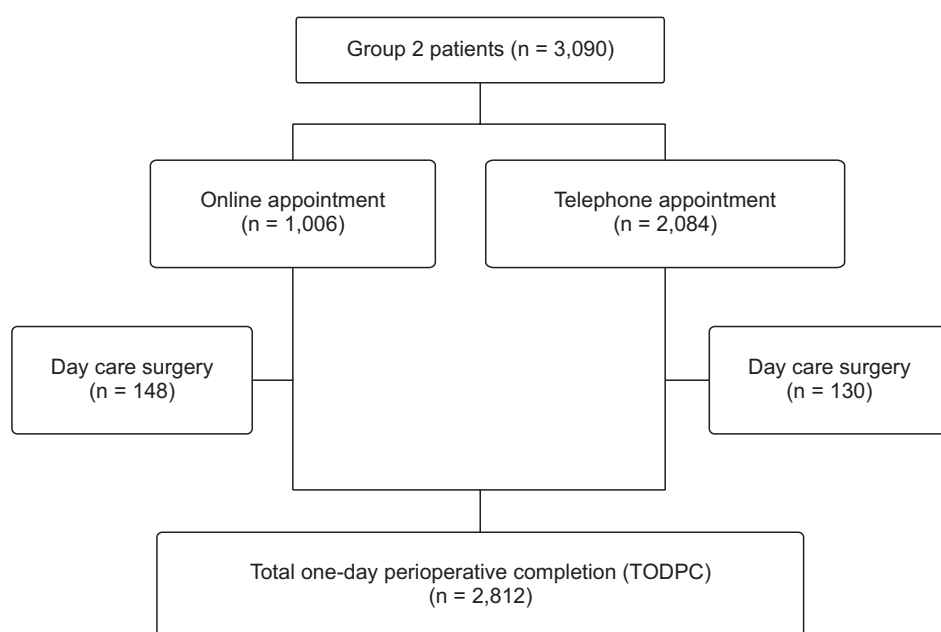 Group 2 patients (n = 3,090)
Online appointment
(n = 1,006)
Telephone appointment
(n = 2,084)
Day care surgery
(n = 148)
Day care surgery
(n = 130)
Total one-day perioperative completion (TODPC)
(n = 2,812)